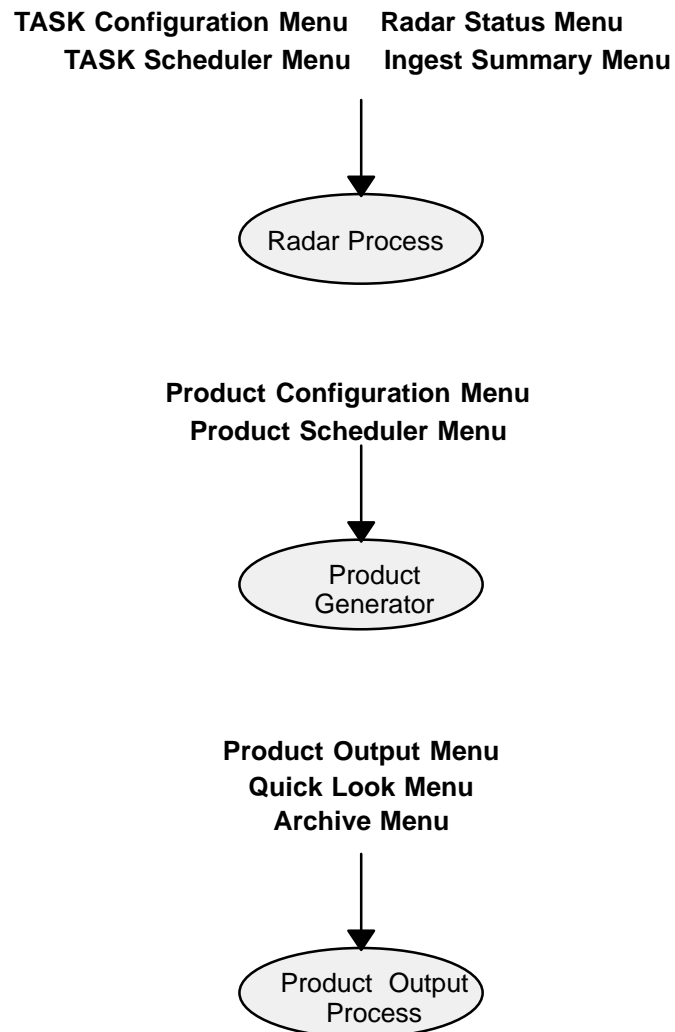 TASK Configuration Menu Radar Status Menu
TASK Scheduler Menu Ingest Summary Menu
Radar Process
Product Configuration Menu
Product Scheduler Menu
Product
Generator
Product Output Menu
Quick Look Menu
Archive Menu
Product Output
Process